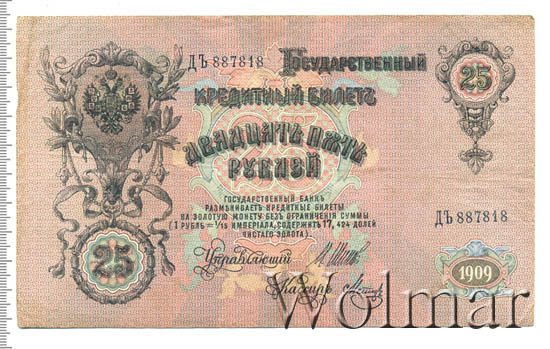 ДЪ 887818 Государственный
25
Кредитный Билетъ
Двадцать пять
Рублей
25
Государственный Банкъ
размѣниваетъ кредитные билеты
на золотую монету безъ ограниченія суммы
(1 рубль = 1/15 имперіала, содержитъ 17,424 долей
чистаго золота).
ДЪ 887818
25
Управляющій
Кассиръ
1909
Wolmar